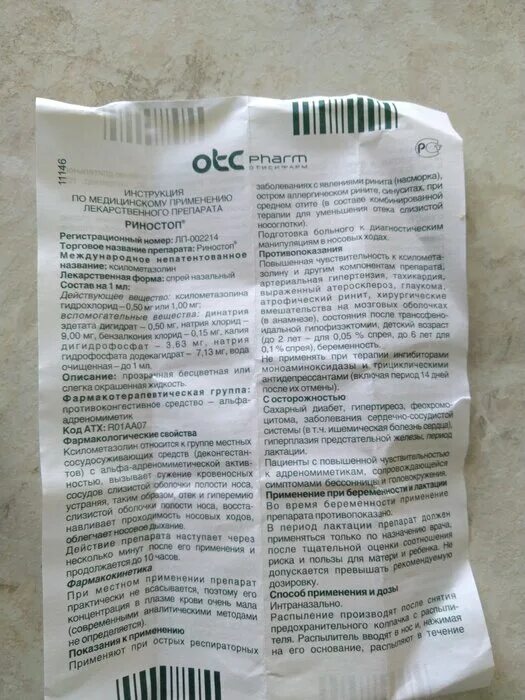 11146
отс pharm
ОТИСИФАРМ
ИНСТРУКЦИЯ
ПО МЕДИЦИНСКОМУ ПРИМЕНЕНИЮ
ЛЕКАРСТВЕННОГО ПРЕПАРАТА
РИНОСТОП®
Регистрационный номер: ЛП-002214
Торговое название препарата: Риностоп®
Международное непатентованное
название: ксилометазолин
Лекарственная форма: спрей назальный
Состав на 1 мл:
Действующее вещество: ксилометазолина
гидрохлорид – 0,50 мг или 1,00 мг;
вспомогательные вещества: динатрия
эдетата дигидрат – 0,50 мг, натрия хлорид –
9,00 мг, бензалкония хлорид – 0,15 мг, калия
дигидрофосфат – 3,63 мг, натрия
гидрофосфата додекагидрат – 7,13 мг, вода
очищенная – до 1 мл.
Описание: прозрачная бесцветная или
слегка окрашенная жидкость.
Фармакотерапевтическая группа:
противоконгестивное средство – альфа-
адреномиметик
Код АТХ: R01AA07
Фармакологические свойства
Ксилометазолин относится к группе местных
сосудосуживающих средств (деконгестан-
тов) с альфа-адреномиметической актив-
ностью, вызывает сужение кровеносных
сосудов слизистой оболочки полости носа,
устраняя, таким образом, отек и гиперемию
слизистой оболочки полости носа, восста-
навливает проходимость носовых ходов,
облегчает носовое дыхание.
Действие препарата наступает через
несколько минут после его применения и
продолжается до 10 часов.
Фармакокинетика
При местном применении препарат
практически не всасывается, поэтому его
концентрация в плазме крови очень мала
(современными аналитическими методами
не определяется).
Показания к применению
Применяют при острых респираторных
заболеваниях с явлениями ринита (насморка),
остром аллергическом рините, синуситах, при
среднем отите (в составе комбинированной
терапии для уменьшения отека слизистой
носоглотки).
Подготовка больного к диагностическим
манипуляциям в носовых ходах.
Противопоказания
Повышенная чувствительность к ксиломета-
золину и другим компонентам препарата,
артериальная гипертензия, тахикардия,
выраженный атеросклероз, глаукома,
атрофический ринит, хирургические
вмешательства на мозговых оболочках
(в анамнезе), состояния после трансфено-
идальной гипофизэктомии, детский возраст
(до 2 лет – для 0,05 % спрея, до 6 лет для
0,1 % спрея), беременность.
Не применять при терапии ингибиторами
моноаминоксидазы и трициклическими
антидепрессантами (включая период 14 дней
после их отмены).
С осторожностью
Сахарный диабет, гипертиреоз, феохромо-
цитома, заболевания сердечно-сосудистой
системы (в т.ч. ишемическая болезнь сердца),
гиперплазия предстательной железы, период
лактации.
Пациенты с повышенной чувствительностью
к адреномиметикам, сопровождающейся
симптомами бессонницы и головокружения.
Применение при беременности и лактации
Во время беременности применение
препарата противопоказано.
В период лактации препарат должен
применяться только по назначению врача,
после тщательной оценки соотношения
риска и пользы для матери и ребенка. Не
допускается превышать рекомендуемую
дозировку.
Способ применения и дозы
Интраназально.
Распыление производят после снятия
предохранительного колпачка с распыли-
теля. Распылитель вводят в нос и, нажимая
на его основание, распыляют в течение